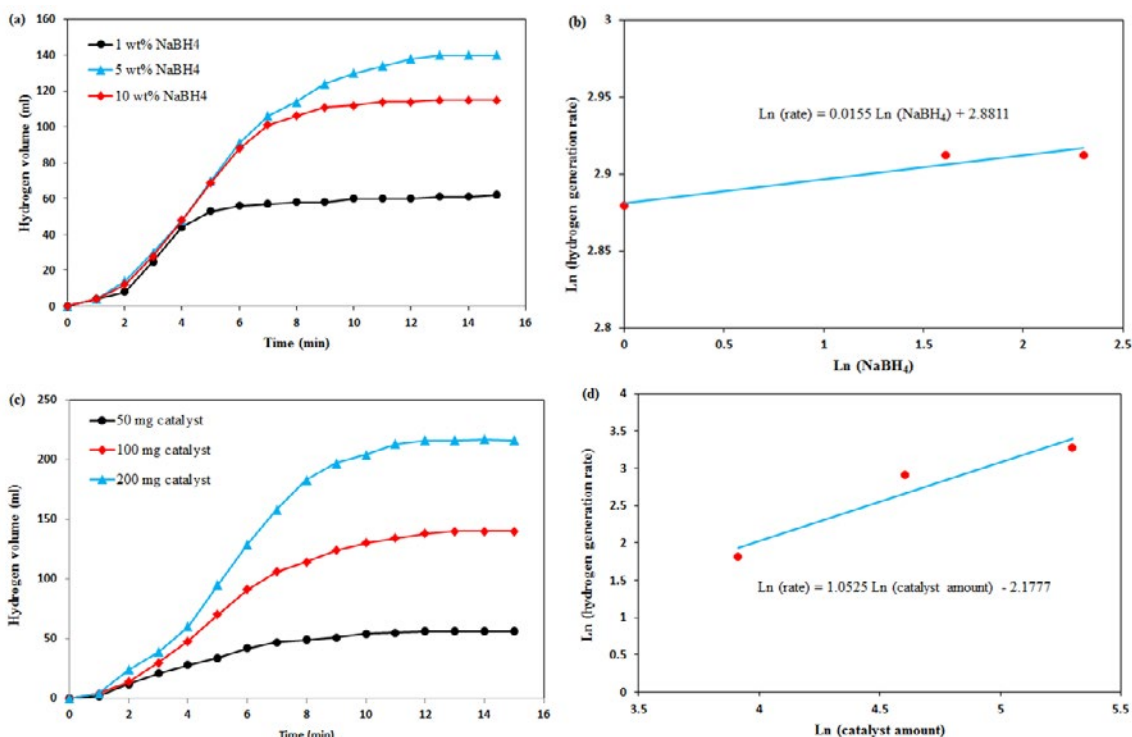 (a)
160
140
120
100
80
60
40
20
0
Hydrogen volume (ml)
1 wt% NaBH4
5 wt% NaBH4
10 wt% NaBH4
0 2 4 6 8 10 12 14 16
Time (min)
(b)
3
2.95
2.9
2.85
2.8
Ln (hydrogen generation rate)
Ln (rate) = 0.0155 Ln (NaBH₄) + 2.8811
0 0.5 1 1.5 2 2.5
Ln (NaBH₄)
(c)
250
200
150
100
50
0
Hydrogen volume (ml)
50 mg catalyst
100 mg catalyst
200 mg catalyst
0 2 4 6 8 10 12 14 16
Time (min)
(d)
4
3.5
3
2.5
2
1.5
1
0.5
0
Ln (hydrogen generation rate)
Ln (rate) = 1.0525 Ln (catalyst amount) - 2.1777
3.5 4 4.5 5 5.5
Ln (catalyst amount)